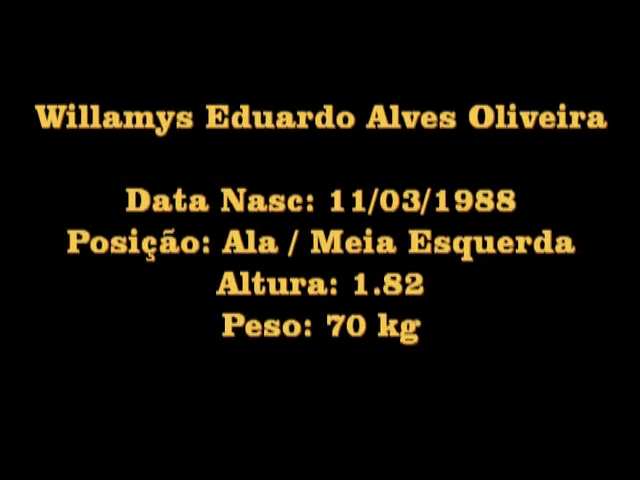 Willamys Eduardo Alves Oliveira
Data Nasc: 11/03/1988
Posição: Ala / Meia Esquerda
Altura: 1.82
Peso: 70 kg